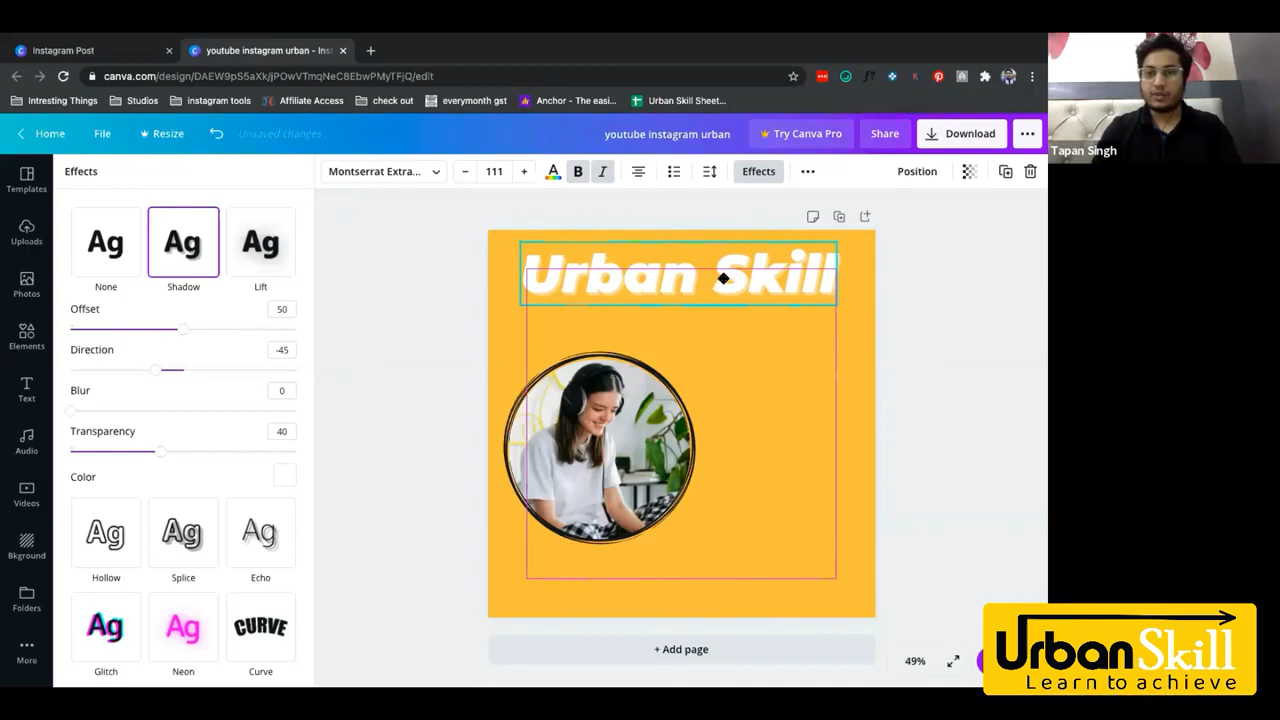 Instagram Post
youtube instagram urban - Ins
canva.com/design/DAEW9pS5aXk/jPOwVTmqNeC8EbwPMyTFjQ/edit
Intresting Things
Studios
instagram tools
Affiliate Access
check out
everymonth gst
Anchor - The easi...
Urban Skill Sheet...
Tapan Singh
Home
File
Resize
Unsaved changes
youtube instagram urban
Try Canva Pro
Share
Download
Templates
Uploads
Photos
Elements
Text
Audio
Videos
Bkground
Folders
More
Effects
Montserrat Extra...
111
A
B
I
Effects
Position
Ag
Ag
Ag
None
Shadow
Lift
Offset
50
Direction
-45
Blur
0
Transparency
40
Color
Ag
Ag
Ag
Hollow
Splice
Echo
Ag
Ag
CURVE
Glitch
Neon
Curve
Urban Skill
+ Add page
49%
UrbanSkill
Learn to achieve